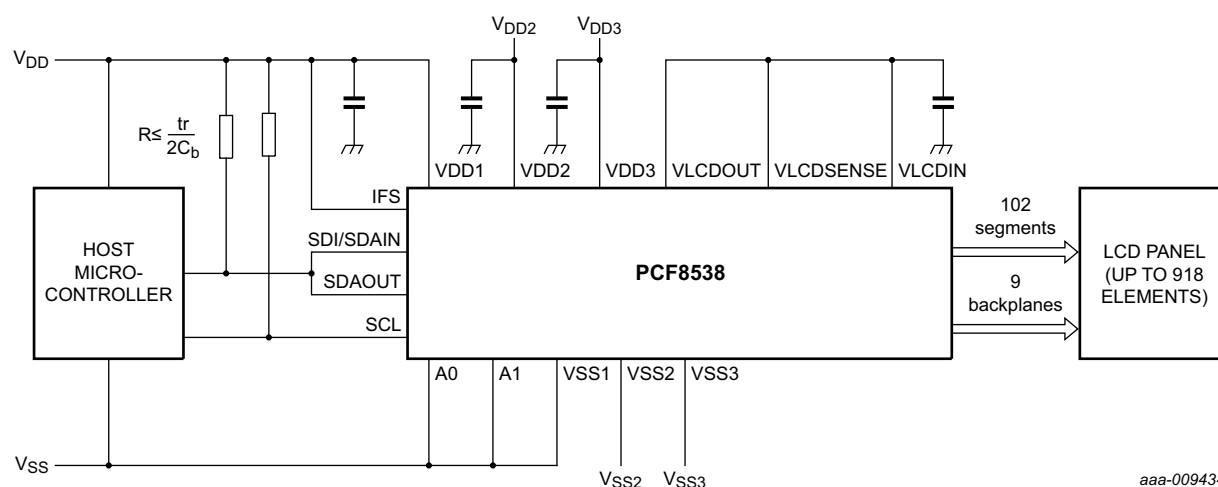 VDD2
VDD3
VDD
R≤ tr
2Cb
VDD1
VDD2
VDD3
VLCDOUT
VLCDSENSE
VLCDIN
IFS
SDI/SDAIN
SDAOUT
SCL
HOST
MICRO-
CONTROLLER
PCF8538
102
segments
9
backplanes
LCD PANEL
(UP TO 918
ELEMENTS)
A0
A1
VSS1
VSS2
VSS3
VSS
VSS2
VSS3
aaa-00943